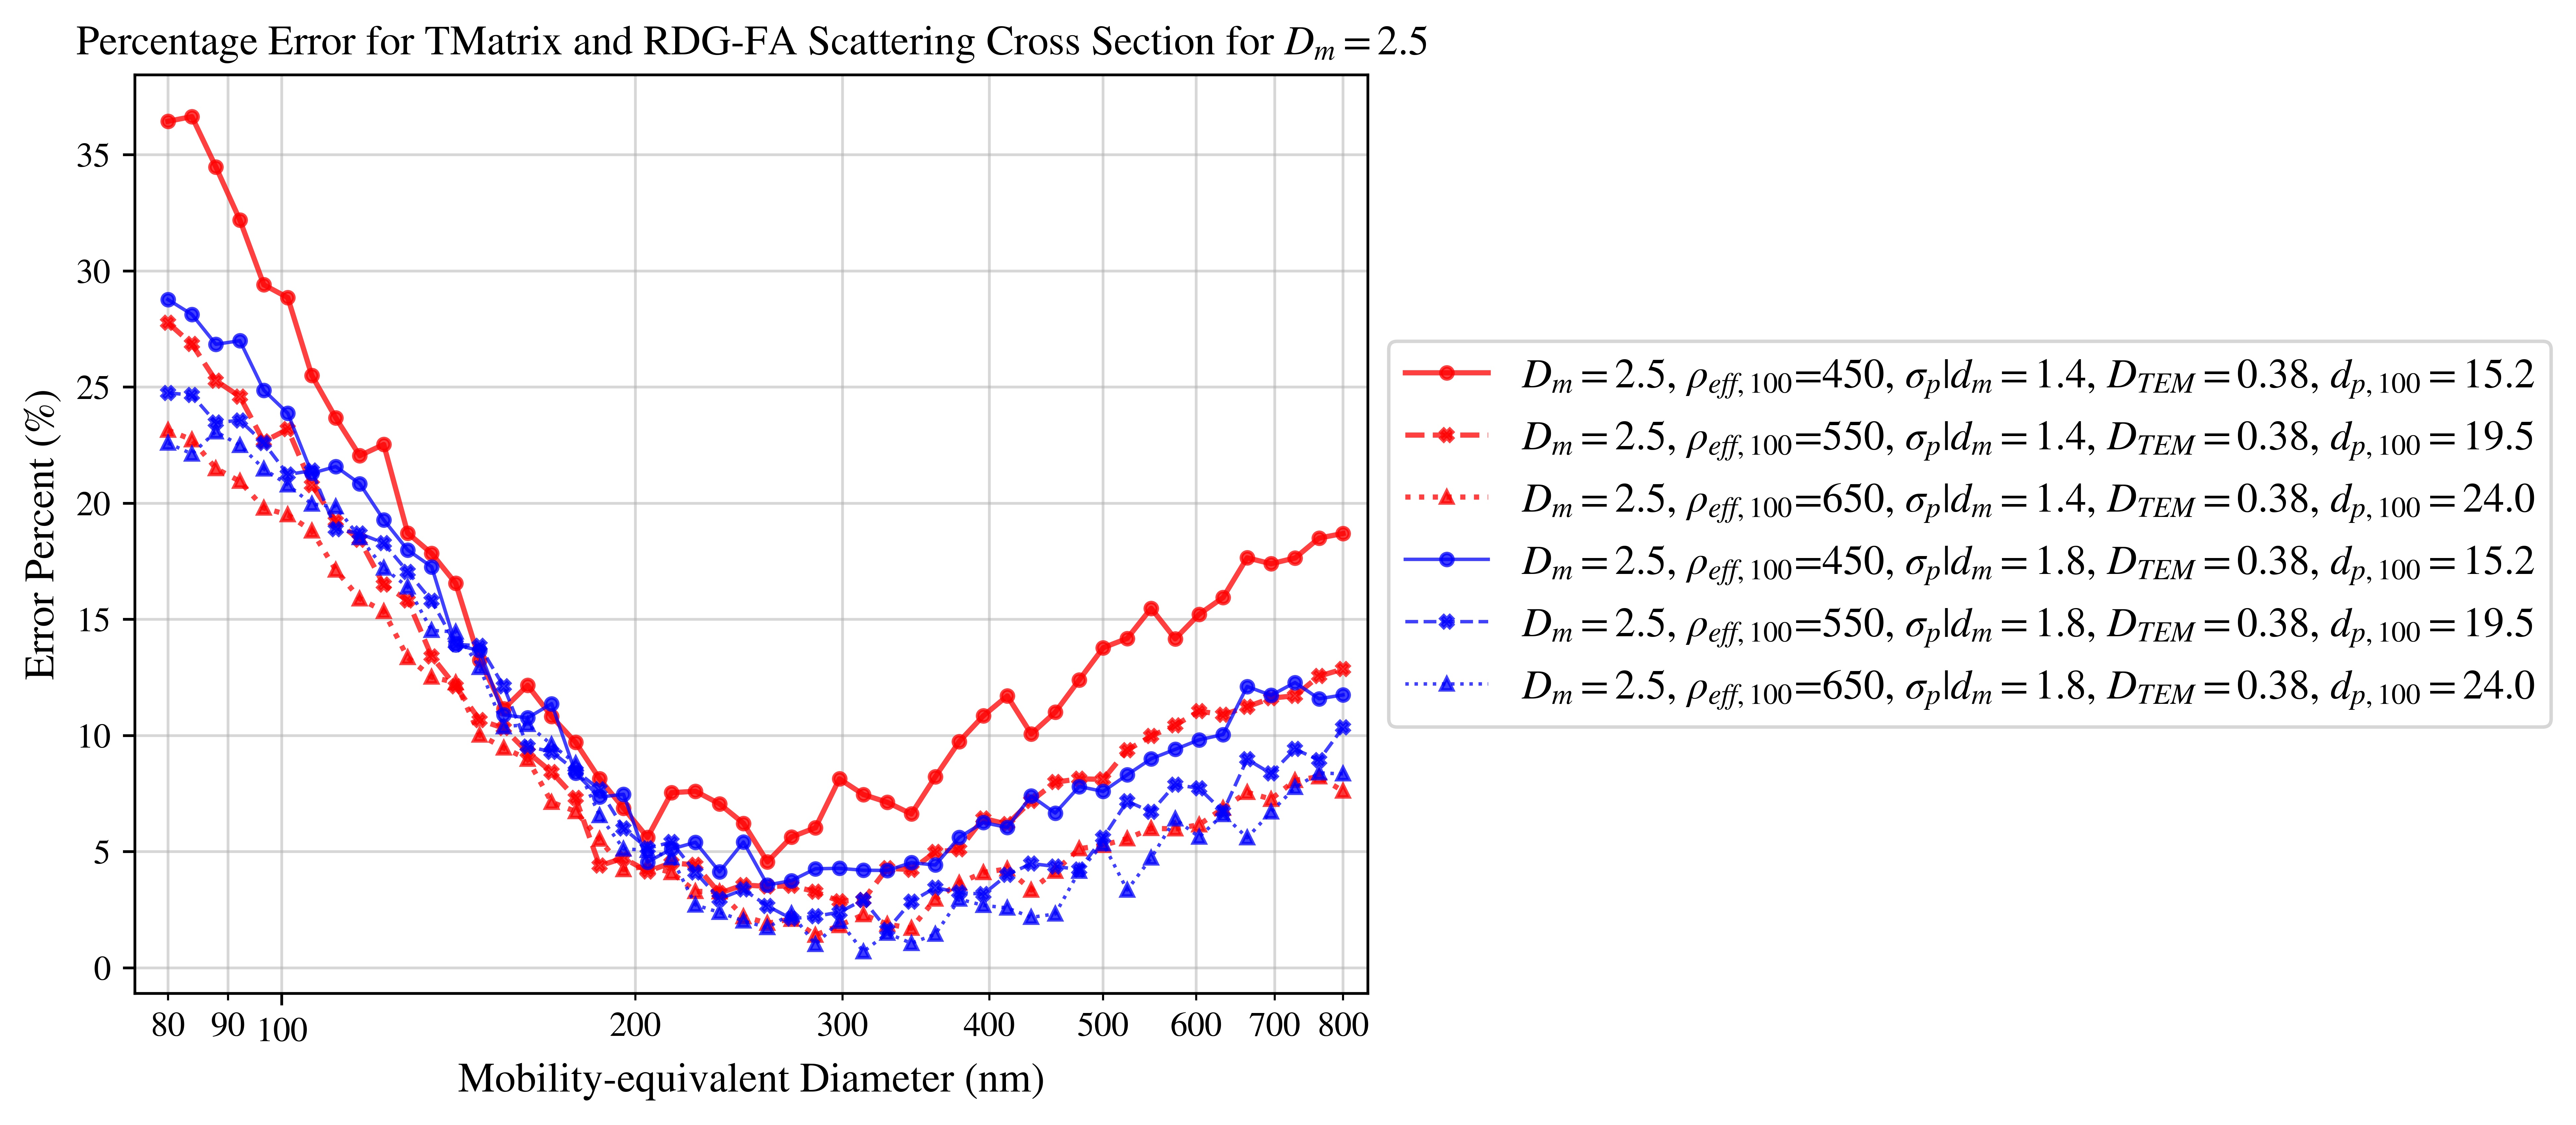 Percentage Error for TMatrix and RDG-FA Scattering Cross Section for Dₘ = 2.5
Error Percent (%)
35
30
25
20
15
10
5
0
80 90 100 200 300 400 500 600 700 800
Mobility-equivalent Diameter (nm)
D_m = 2.5, ρ_eff,100=450, σ_p|d_m = 1.4, D_TEM = 0.38, d_p,100 = 15.2
D_m = 2.5, ρ_eff,100=550, σ_p|d_m = 1.4, D_TEM = 0.38, d_p,100 = 19.5
D_m = 2.5, ρ_eff,100=650, σ_p|d_m = 1.4, D_TEM = 0.38, d_p,100 = 24.0
D_m = 2.5, ρ_eff,100=450, σ_p|d_m = 1.8, D_TEM = 0.38, d_p,100 = 15.2
D_m = 2.5, ρ_eff,100=550, σ_p|d_m = 1.8, D_TEM = 0.38, d_p,100 = 19.5
D_m = 2.5, ρ_eff,100=650, σ_p|d_m = 1.8, D_TEM = 0.38, d_p,100 = 24.0